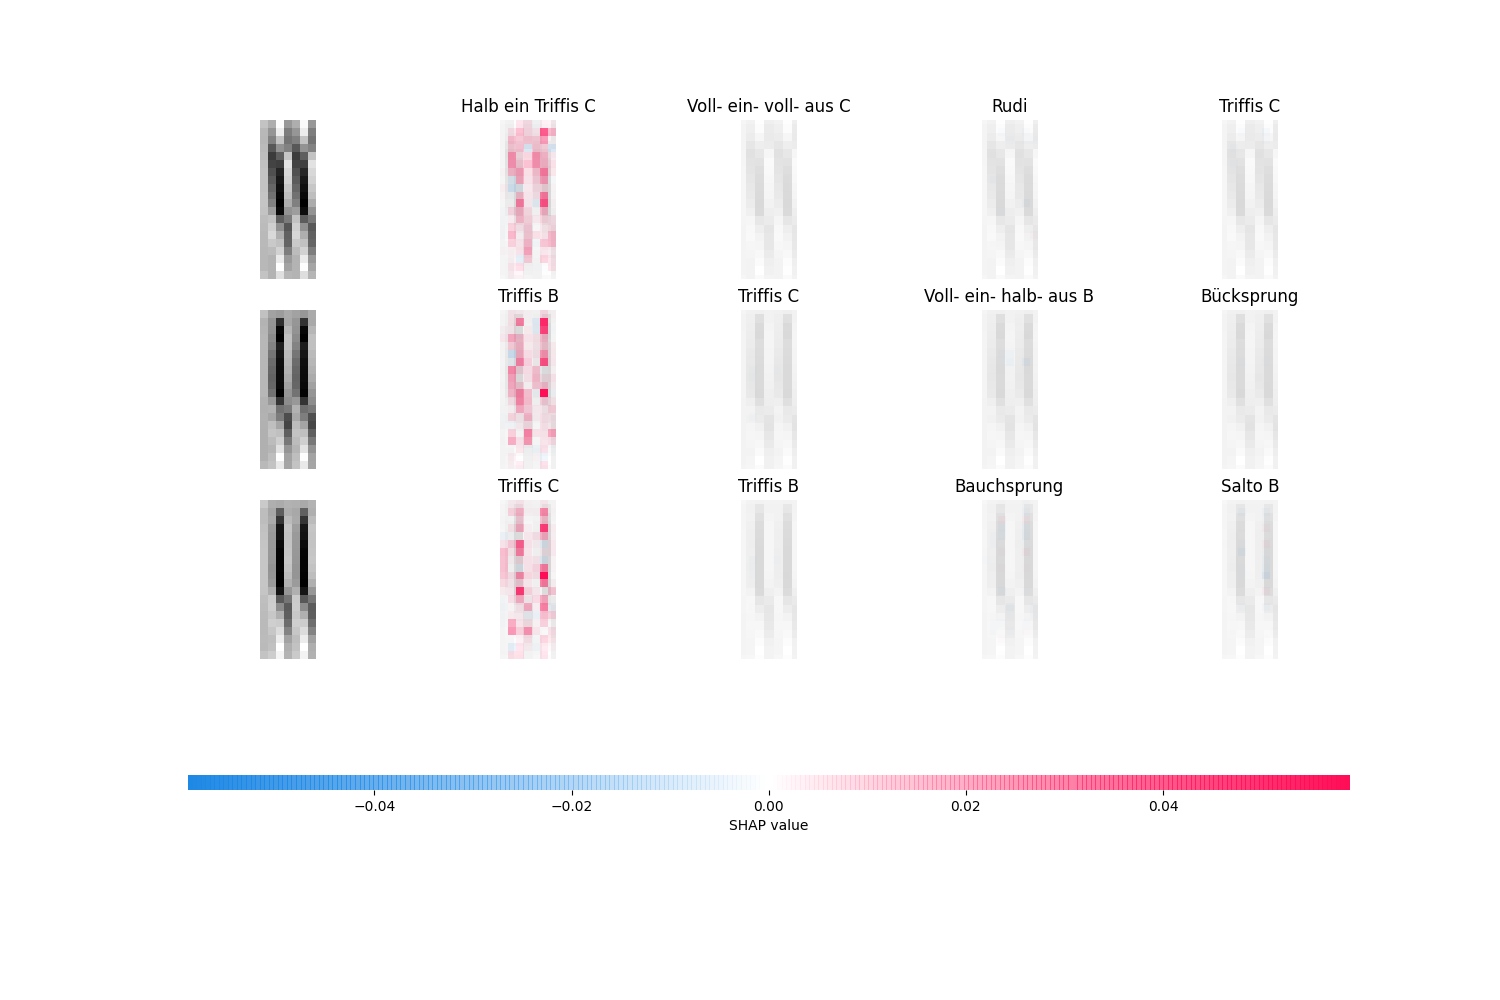 Halb ein Triffis C
Voll- ein- voll- aus C
Rudi
Triffis C
Triffis B
Triffis C
Voll- ein- halb- aus B
Bücksprung
Triffis C
Triffis B
Bauchsprung
Salto B
−0.04
−0.02
0.00
0.02
0.04
SHAP value